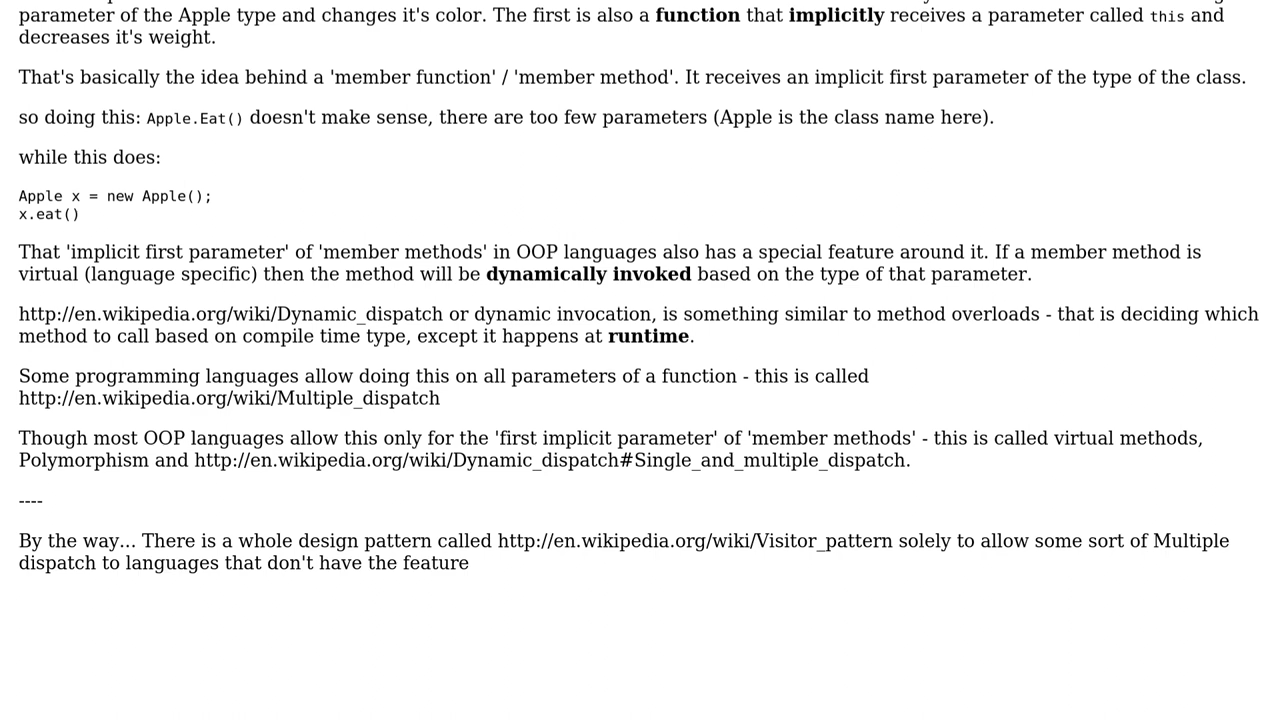 parameter of the Apple type and changes it's color. The first is also a function that implicitly receives a parameter called this and
decreases it's weight.
That's basically the idea behind a 'member function' / 'member method'. It receives an implicit first parameter of the type of the class.
so doing this: Apple.Eat() doesn't make sense, there are too few parameters (Apple is the class name here).
while this does:
Apple x = new Apple();
x.eat()
That 'implicit first parameter' of 'member methods' in OOP languages also has a special feature around it. If a member method is
virtual (language specific) then the method will be dynamically invoked based on the type of that parameter.
http://en.wikipedia.org/wiki/Dynamic_dispatch or dynamic invocation, is something similar to method overloads - that is deciding which
method to call based on compile time type, except it happens at runtime.
Some programming languages allow doing this on all parameters of a function - this is called
http://en.wikipedia.org/wiki/Multiple_dispatch
Though most OOP languages allow this only for the 'first implicit parameter' of 'member methods' - this is called virtual methods,
Polymorphism and http://en.wikipedia.org/wiki/Dynamic_dispatch#Single_and_multiple_dispatch.
----
By the way... There is a whole design pattern called http://en.wikipedia.org/wiki/Visitor_pattern solely to allow some sort of Multiple
dispatch to languages that don't have the feature